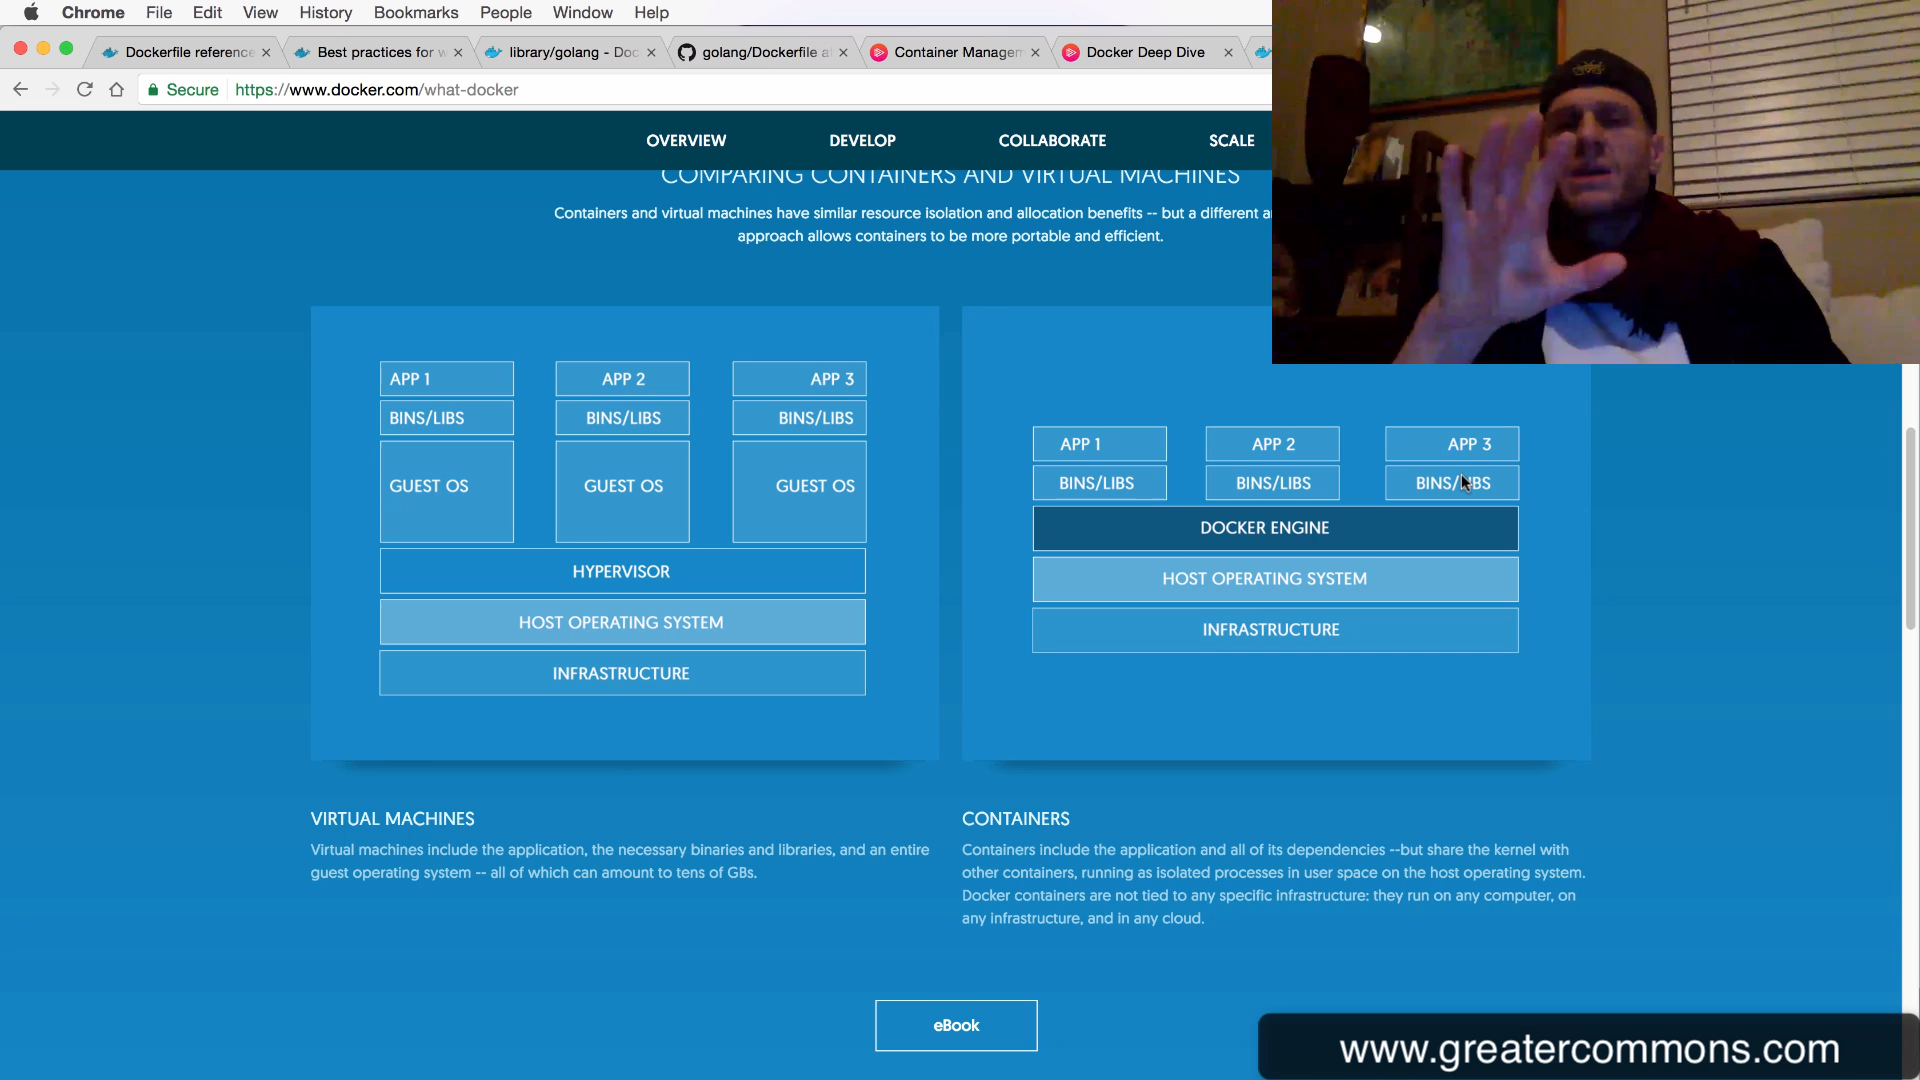 Chrome File Edit View History Bookmarks People Window Help
Dockerfile reference
Best practices for w
library/golang - Doc
golang/Dockerfile a
Container Managem
Docker Deep Dive
Secure https://www.docker.com/what-docker
OVERVIEW DEVELOP COLLABORATE SCALE
COMPARING CONTAINERS AND VIRTUAL MACHINES
Containers and virtual machines have similar resource isolation and allocation benefits -- but a different a
approach allows containers to be more portable and efficient.
APP 1 APP 2 APP 3
BINS/LIBS BINS/LIBS BINS/LIBS
GUEST OS GUEST OS GUEST OS
HYPERVISOR
HOST OPERATING SYSTEM
INFRASTRUCTURE
APP 1 APP 2 APP 3
BINS/LIBS BINS/LIBS BINS/LIBS
DOCKER ENGINE
HOST OPERATING SYSTEM
INFRASTRUCTURE
VIRTUAL MACHINES
Virtual machines include the application, the necessary binaries and libraries, and an entire
guest operating system -- all of which can amount to tens of GBs.
CONTAINERS
Containers include the application and all of its dependencies --but share the kernel with
other containers, running as isolated processes in user space on the host operating system.
Docker containers are not tied to any specific infrastructure: they run on any computer, on
any infrastructure, and in any cloud.
eBook
www.greatercommons.com